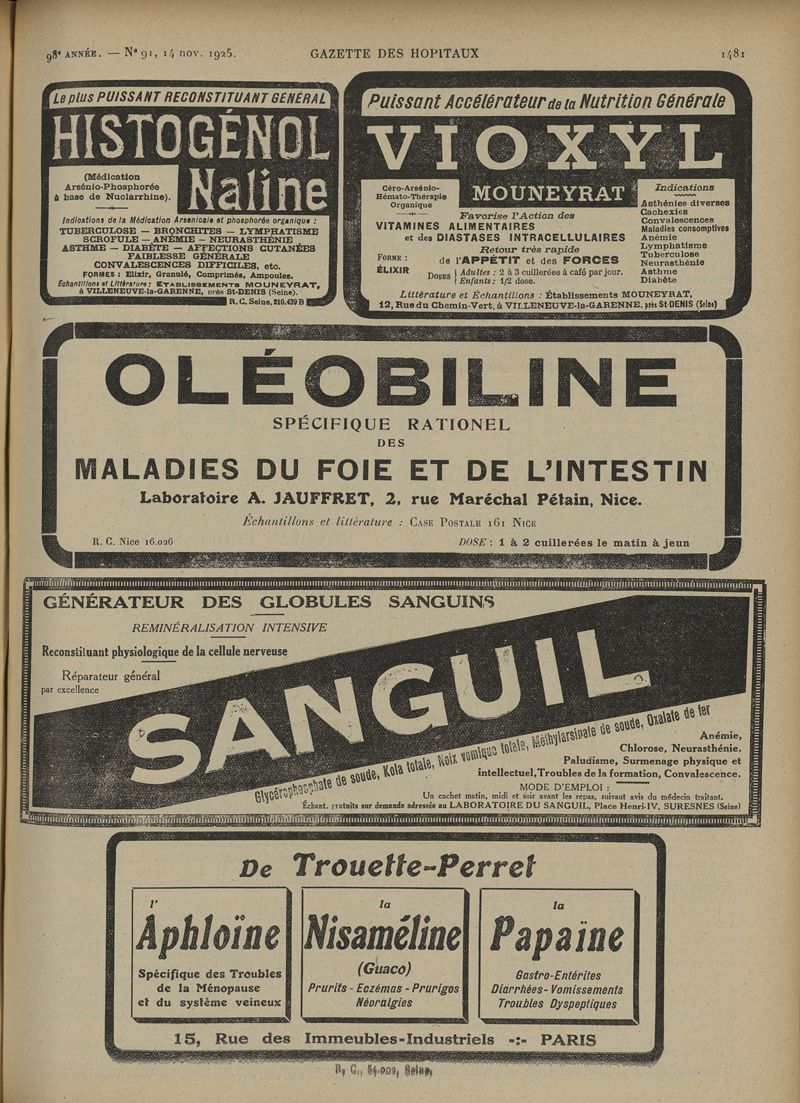 98e ANNÉE. — No 91, 14 nov. 1925.
GAZETTE DES HOPITAUX
1481
Le plus PUISSANT RECONSTITUANT GÉNÉRAL
HISTOGÉNOL
Naline
(Médication
Arsénio-Phosphorée
à base de Nuclarrhine).
Indications de la Médication Arsenicale et phosphorée organique :
TUBERCULOSE — BRONCHITES — LYMPHATISME
SCROFULE — ANÉMIE — NEURASTHÉNIE
ASTHME — DIABÈTE — AFFECTIONS CUTANÉES
FAIBLESSE GÉNÉRALE
CONVALESCENCES DIFFICILES, etc.
FORMES : Elixir, Granulé, Comprimés, Ampoules.
Échantillons et Littérature : ÉTABLISSEMENTS MOUNEYRAT,
à VILLENEUVE-la-GARENNE, près St-DENIS (Seine).
R.C. Seine, 210.439 B
Puissant Accélérateur de la Nutrition Générale
VIOXYL
MOUNEYRAT
Céro-Arsénio-
Hémato-Thérapie
Organique
Favorise l'Action des
VITAMINES ALIMENTAIRES
et des DIASTASES INTRACELLULAIRES
Retour très rapide
de l'APPÉTIT et des FORCES
FORME :
ÉLIXIR
DOSES { Adultes : 2 à 3 cuillerées à café par jour.
{ Enfants : 1/2 dose.
Indications
Asthénies diverses
Cachexies
Convalescences
Maladies consomptives
Anémie
Lymphatisme
Tuberculose
Neurasthénie
Asthme
Diabète
Littérature et Échantillons : Établissements MOUNEYRAT,
12, Rue du Chemin-Vert, à VILLENEUVE-la-GARENNE, près St-DENIS (Seine)
OLÉOBILINE
SPÉCIFIQUE RATIONEL
DES
MALADIES DU FOIE ET DE L'INTESTIN
Laboratoire A. JAUFFRET, 2, rue Maréchal Pétain, Nice.
Échantillons et littérature : CASE POSTALE 161 NICE
R. C. Nice 16.026
DOSE : 1 à 2 cuillerées le matin à jeun
GÉNÉRATEUR DES GLOBULES SANGUINS
REMINÉRALISATION INTENSIVE
Reconstituant physiologique de la cellule nerveuse
Réparateur général
par excellence
SANGUIL
Glycérophosphate de soude, Kola totale, Noix vomique totale, Méthylarsinate de soude, Oxalate de fer
Anémie,
Chlorose, Neurasthénie.
Paludisme, Surmenage physique et
intellectuel, Troubles de la formation, Convalescence.
MODE D'EMPLOI :
Un cachet matin, midi et soir avant les repas, suivant avis du médecin traitant.
Échant. gratuits sur demande adressée au LABORATOIRE DU SANGUIL, Place Henri-IV, SURESNES (Seine)
De Trouette-Perret
l'
Aphloïne
Spécifique des Troubles
de la Ménopause
et du système veineux
la
Nisaméline
(Guaco)
Prurits - Eczémas - Prurigos
Névralgies
la
Papaïne
Gastro-Entérites
Diarrhées - Vomissements
Troubles Dyspeptiques
15, Rue des Immeubles-Industriels -:- PARIS
R. C., 54.000, Seine,